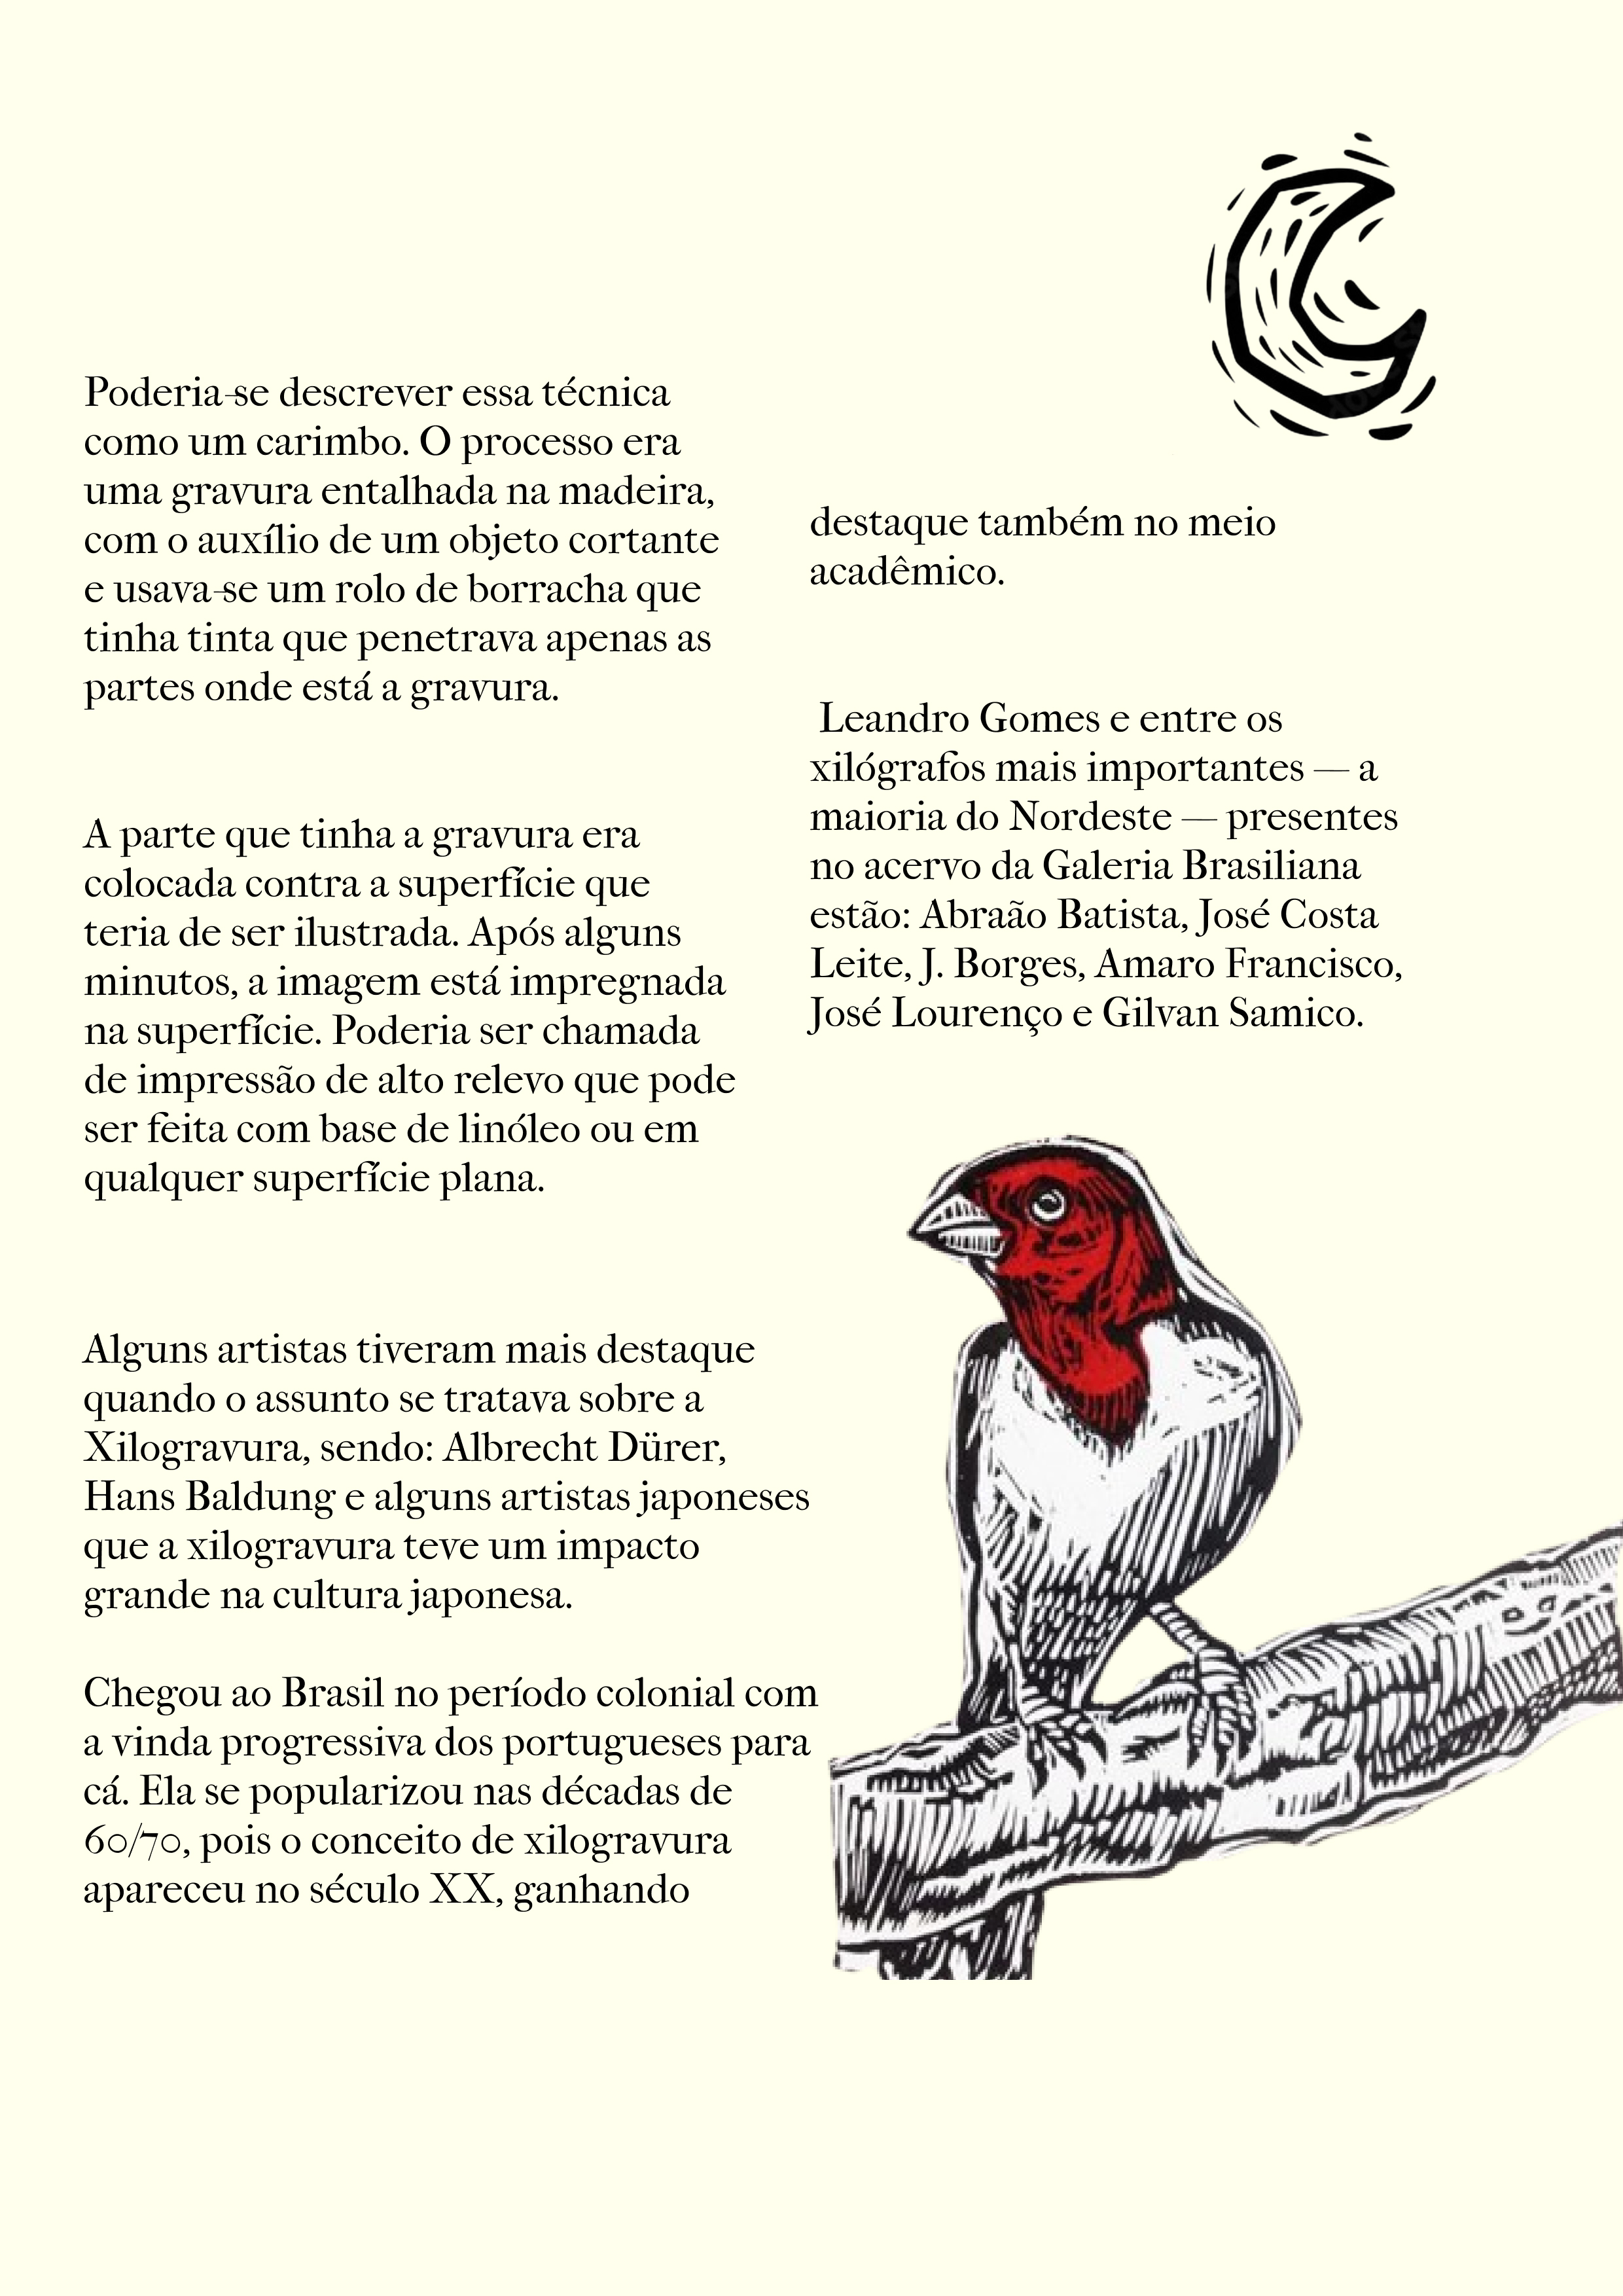 Poderia-se descrever essa técnica
como um carimbo. O processo era
uma gravura entalhada na madeira,
com o auxílio de um objeto cortante
e usava-se um rolo de borracha que
tinha tinta que penetrava apenas as
partes onde está a gravura.
A parte que tinha a gravura era
colocada contra a superfície que
teria de ser ilustrada. Após alguns
minutos, a imagem está impregnada
na superfície. Poderia ser chamada
de impressão de alto relevo que pode
ser feita com base de linóleo ou em
qualquer superfície plana.
Alguns artistas tiveram mais destaque
quando o assunto se tratava sobre a
Xilogravura, sendo: Albrecht Dürer,
Hans Baldung e alguns artistas japoneses
que a xilogravura teve um impacto
grande na cultura japonesa.
Chegou ao Brasil no período colonial com
a vinda progressiva dos portugueses para
cá. Ela se popularizou nas décadas de
60/70, pois o conceito de xilogravura
apareceu no século XX, ganhando
destaque também no meio
acadêmico.
Leandro Gomes e entre os
xilógrafos mais importantes — a
maioria do Nordeste — presentes
no acervo da Galeria Brasiliana
estão: Abraão Batista, José Costa
Leite, J. Borges, Amaro Francisco,
José Lourenço e Gilvan Samico.